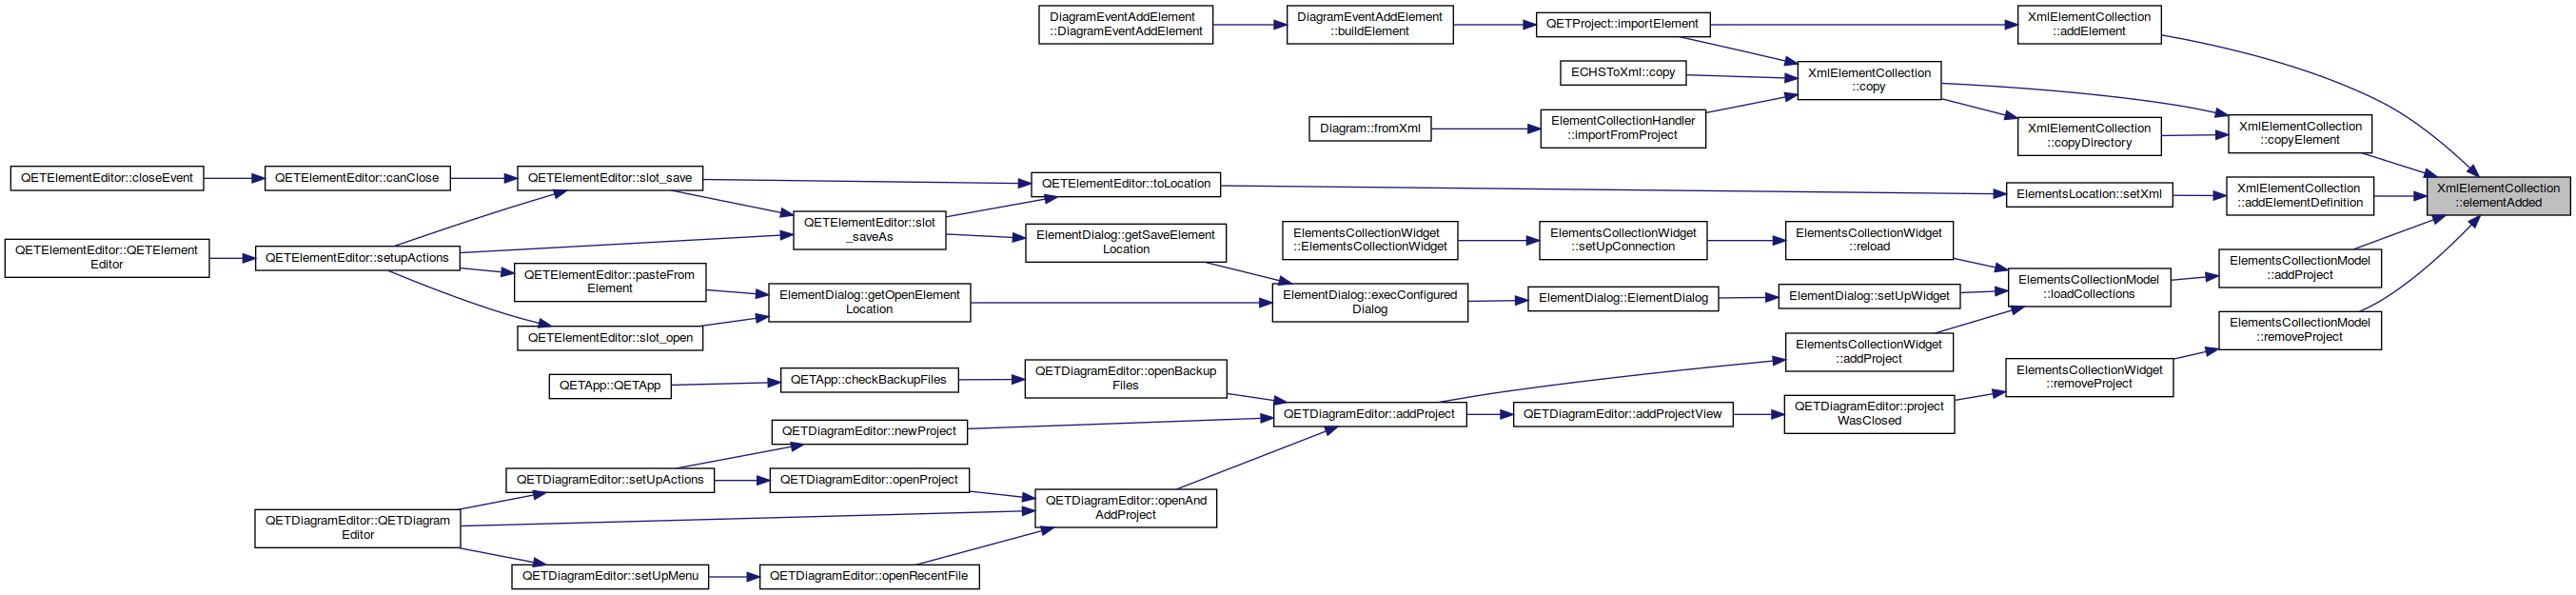 DiagramEventAddElement
::DiagramEventAddElement
DiagramEventAddElement
::buildElement
QETProject::importElement
XmlElementCollection
::addElement
ECHSToXml::copy
XmlElementCollection
::copy
Diagram::fromXml
ElementCollectionHandler
::importFromProject
XmlElementCollection
::copyDirectory
XmlElementCollection
::copyElement
QETElementEditor::closeEvent
QETElementEditor::canClose
QETElementEditor::slot_save
QETElementEditor::toLocation
ElementsLocation::setXml
XmlElementCollection
::addElementDefinition
XmlElementCollection
::elementAdded
QETElementEditor::slot
_saveAs
QETElementEditor::QETElement
Editor
QETElementEditor::setupActions
ElementDialog::getSaveElement
Location
ElementsCollectionWidget
::ElementsCollectionWidget
ElementsCollectionWidget
::setUpConnection
ElementsCollectionWidget
::reload
QETElementEditor::pasteFrom
Element
ElementDialog::getOpenElement
Location
ElementDialog::execConfigured
Dialog
ElementDialog::ElementDialog
ElementDialog::setUpWidget
ElementsCollectionModel
::loadCollections
ElementsCollectionModel
::addProject
QETElementEditor::slot_open
ElementsCollectionWidget
::addProject
ElementsCollectionModel
::removeProject
QETApp::QETApp
QETApp::checkBackupFiles
QETDiagramEditor::openBackup
Files
ElementsCollectionWidget
::removeProject
QETDiagramEditor::newProject
QETDiagramEditor::addProject
QETDiagramEditor::addProjectView
QETDiagramEditor::project
WasClosed
QETDiagramEditor::setUpActions
QETDiagramEditor::openProject
QETDiagramEditor::openAnd
AddProject
QETDiagramEditor::QETDiagram
Editor
QETDiagramEditor::setUpMenu
QETDiagramEditor::openRecentFile